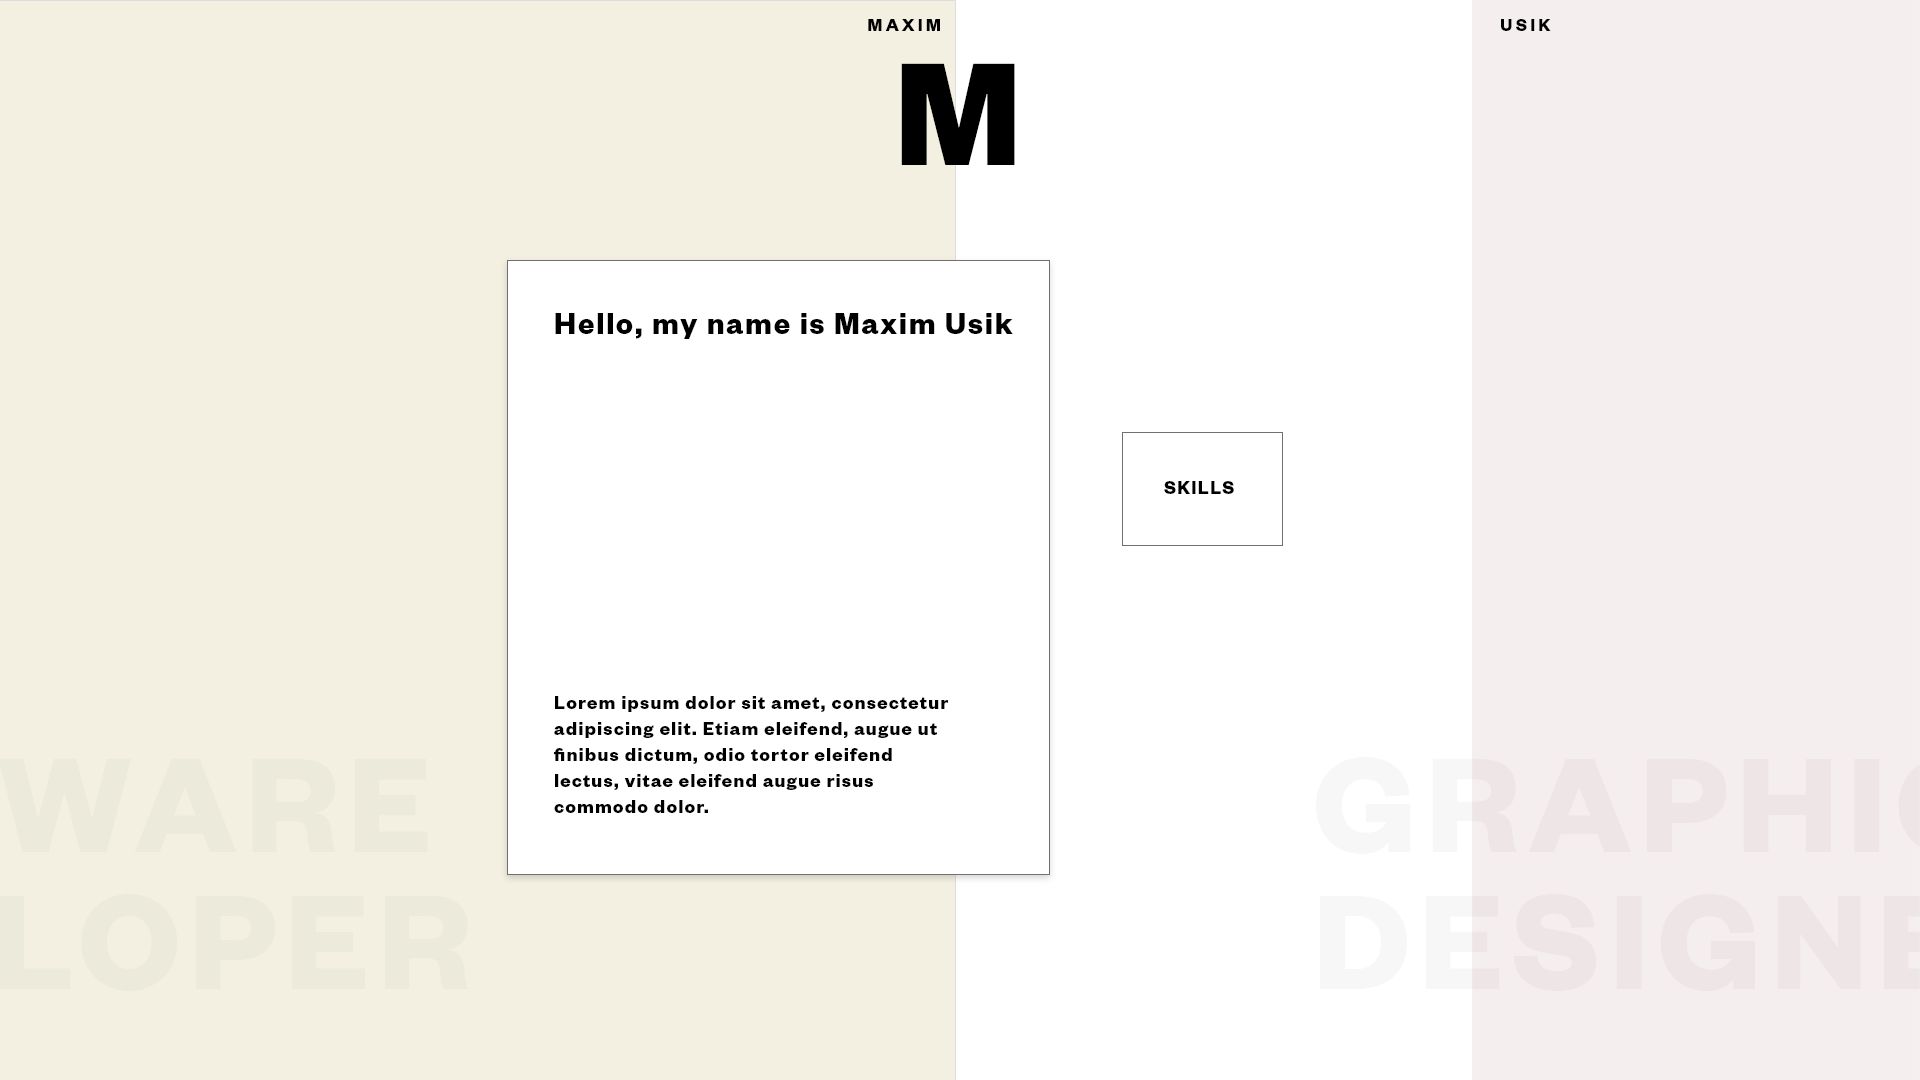 MAXIM
USIK
M
Hello, my name is Maxim Usik
SKILLS
Lorem ipsum dolor sit amet, consectetur
adipiscing elit. Etiam eleifend, augue ut
finibus dictum, odio tortor eleifend
lectus, vitae eleifend augue risus
commodo dolor.
WARE
LOPER
GRAPHIC
DESIGNE